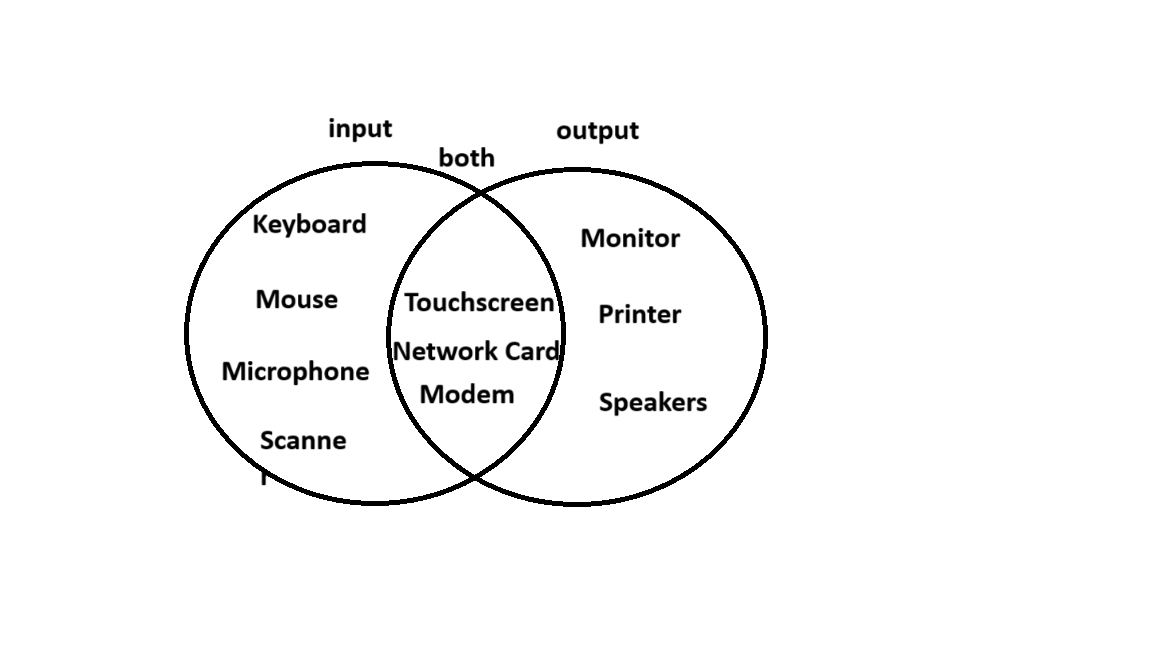 input
output
both
Keyboard
Mouse
Microphone
Scanne
r
Touchscreen
Network Card
Modem
Monitor
Printer
Speakers